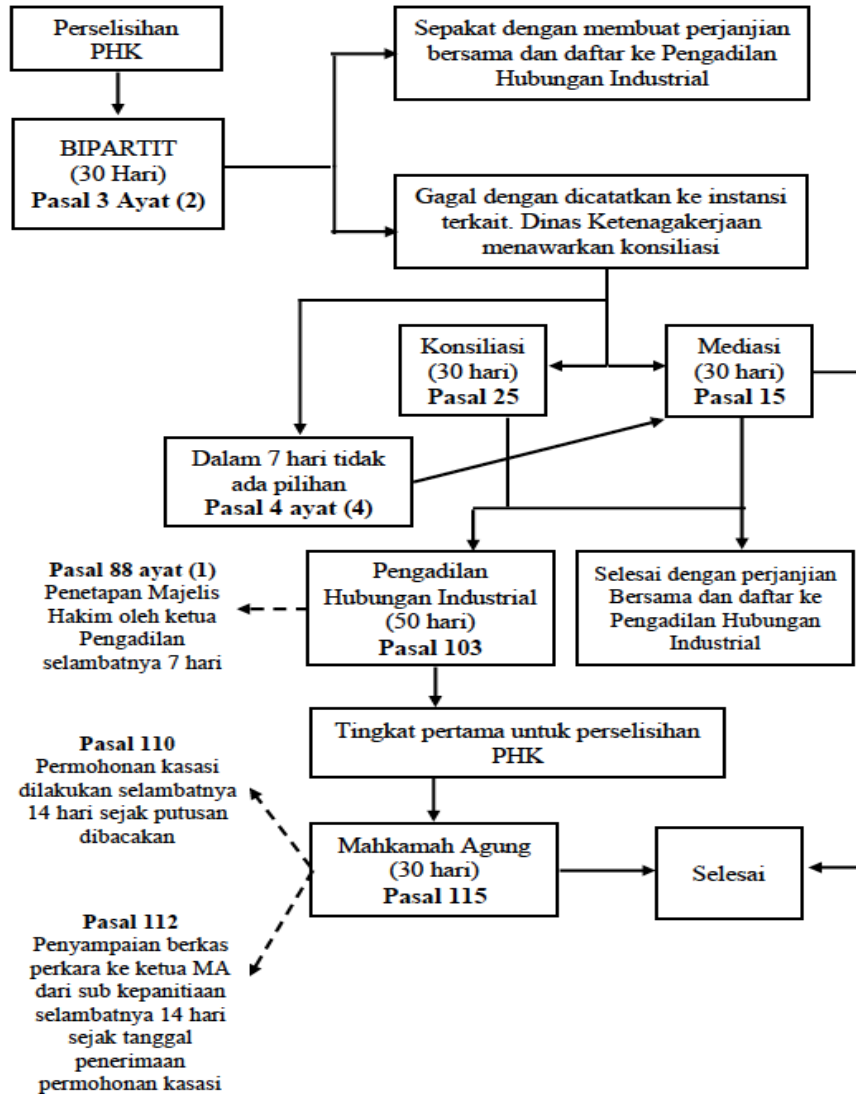 Perselisihan
PHK
Sepakat dengan membuat perjanjian
bersama dan daftar ke Pengadilan
Hubungan Industrial
BIPARTIT
(30 Hari)
Pasal 3 Ayat (2)
Gagal dengan dicatatkan ke instansi
terkait. Dinas Ketenagakerjaan
menawarkan konsiliasi
Konsiliasi
(30 hari)
Pasal 25
Mediasi
(30 hari)
Pasal 15
Dalam 7 hari tidak
ada pilihan
Pasal 4 ayat (4)
Pasal 88 ayat (1)
Penetapan Majelis
Hakim oleh ketua
Pengadilan
selambatnya 7 hari
Pengadilan
Hubungan Industrial
(50 hari)
Pasal 103
Selesai dengan perjanjian
Bersama dan daftar ke
Pengadilan Hubungan
Industrial
Tingkat pertama untuk perselisihan
PHK
Pasal 110
Permohonan kasasi
dilakukan selambatnya
14 hari sejak putusan
dibacakan
Mahkamah Agung
(30 hari)
Pasal 115
Selesai
Pasal 112
Penyampaian berkas
perkara ke ketua MA
dari sub kepanitiaan
selambatnya 14 hari
sejak tanggal
penerimaan
permohonan kasasi